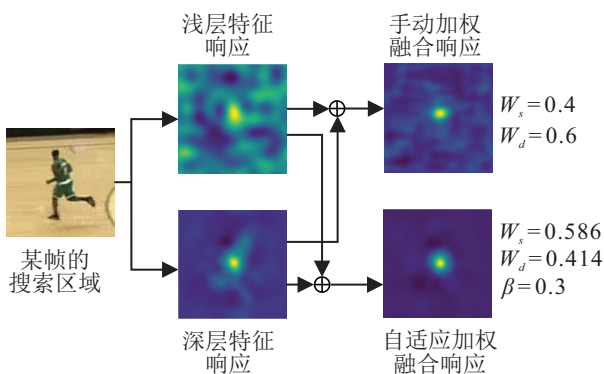 浅层特征
响应
手动加权
融合响应
W_s=0.4
W_d=0.6
某帧的
搜索区域
W_s=0.586
W_d=0.414
β=0.3
深层特征
响应
自适应加权
融合响应